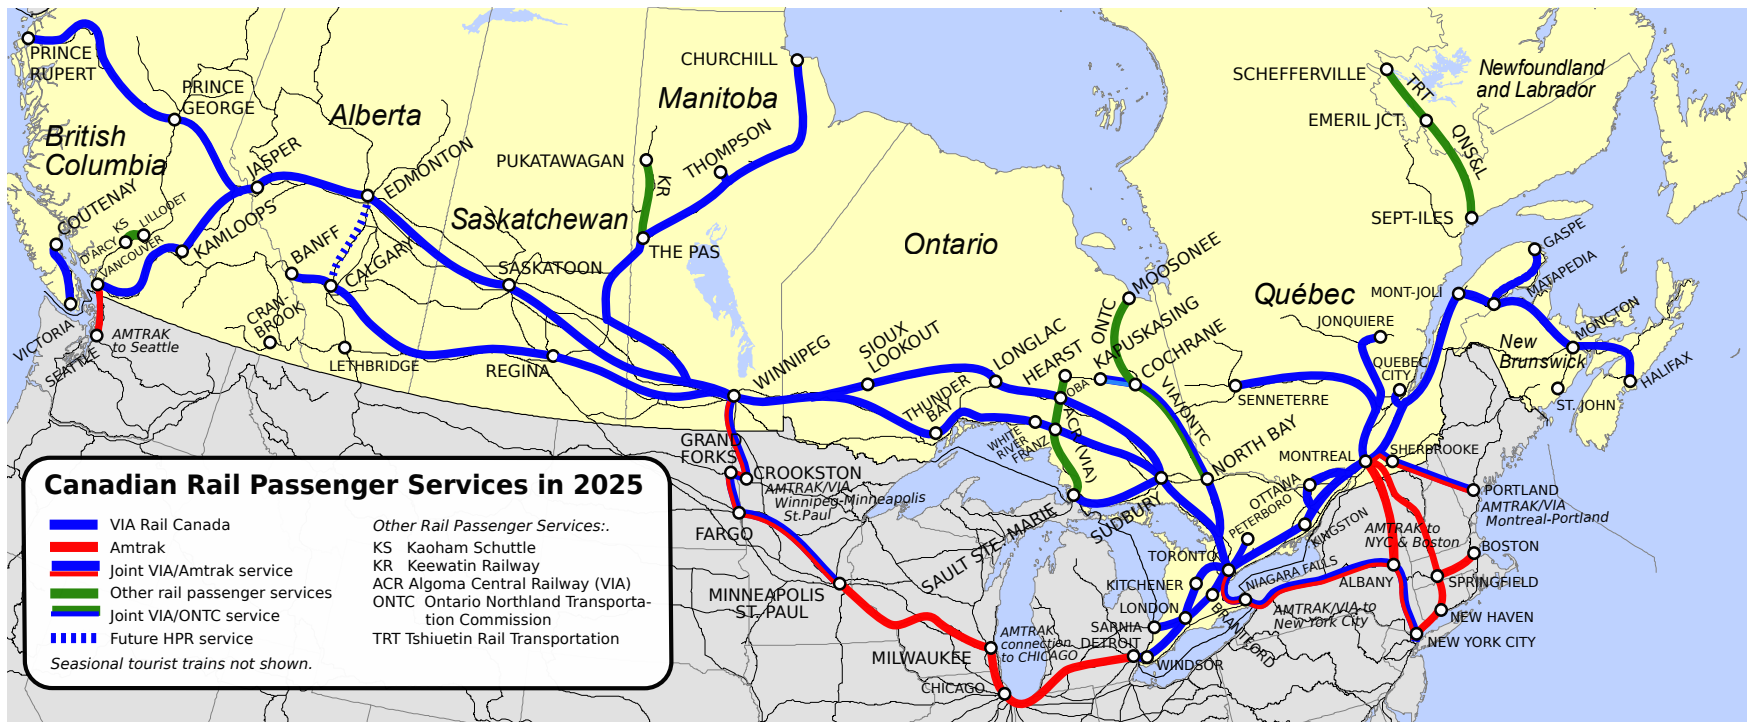 PRINCE
RUPERT
PRINCE
GEORGE
British
Columbia
Alberta
JASPER
EDMONTON
COUTENAY
KS
LILLODET
D'ARCY
VANCOUVER
KAMLOOPS
BANFF
CALGARY
CRAN-
BROOK
VICTORIA
SEATTLE
AMTRAK
to Seattle
LETHBRIDGE
Saskatchewan
SASKATOON
REGINA
CHURCHILL
Manitoba
THOMPSON
PUKATAWAGAN
KR
THE PAS
WINNIPEG
Ontario
SIOUX
LOOKOUT
LONGLAC
THUNDER
BAY
HEARST
OBA
WHITE
RIVER
FRANZ
ACR (VIA)
ONTC
MOOSONEE
KAPUSKASING
COCHRANE
VIA/ONTC
NORTH BAY
SUDBURY
SAULT STE-MARIE
Québec
SCHEFFERVILLE
TRT
EMERIL JCT.
QNS&L
SEPT-ILES
Newfoundland
and Labrador
GASPE
MATAPEDIA
MONT-JOLI
JONQUIERE
QUEBEC
CITY
SENNETERRE
New
Brunswick
MONCTON
HALIFAX
ST. JOHN
MONTREAL
SHERBROOKE
OTTAWA
PETERBORO
KINGSTON
TORONTO
KITCHENER
LONDON
SARNIA
DETROIT
WINDSOR
BRANTFORD
NIAGARA FALLS
AMTRAK/VIA to
New York City
AMTRAK to
NYC & Boston
PORTLAND
AMTRAK/VIA
Montreal-Portland
BOSTON
ALBANY
SPRINGFIELD
NEW HAVEN
NEW YORK CITY
GRAND
FORKS
CROOKSTON
AMTRAK/VIA
Winnipeg-Minneapolis
St.Paul
FARGO
MINNEAPOLIS
ST. PAUL
MILWAUKEE
AMTRAK
connection
to CHICAGO
CHICAGO
Canadian Rail Passenger Services in 2025
VIA Rail Canada
Amtrak
Joint VIA/Amtrak service
Other rail passenger services
Joint VIA/ONTC service
Future HPR service
Seasonal tourist trains not shown.
Other Rail Passenger Services:.
KS Kaoham Schuttle
KR Keewatin Railway
ACR Algoma Central Railway (VIA)
ONTC Ontario Northland Transporta-
tion Commission
TRT Tshiuetin Rail Transportation